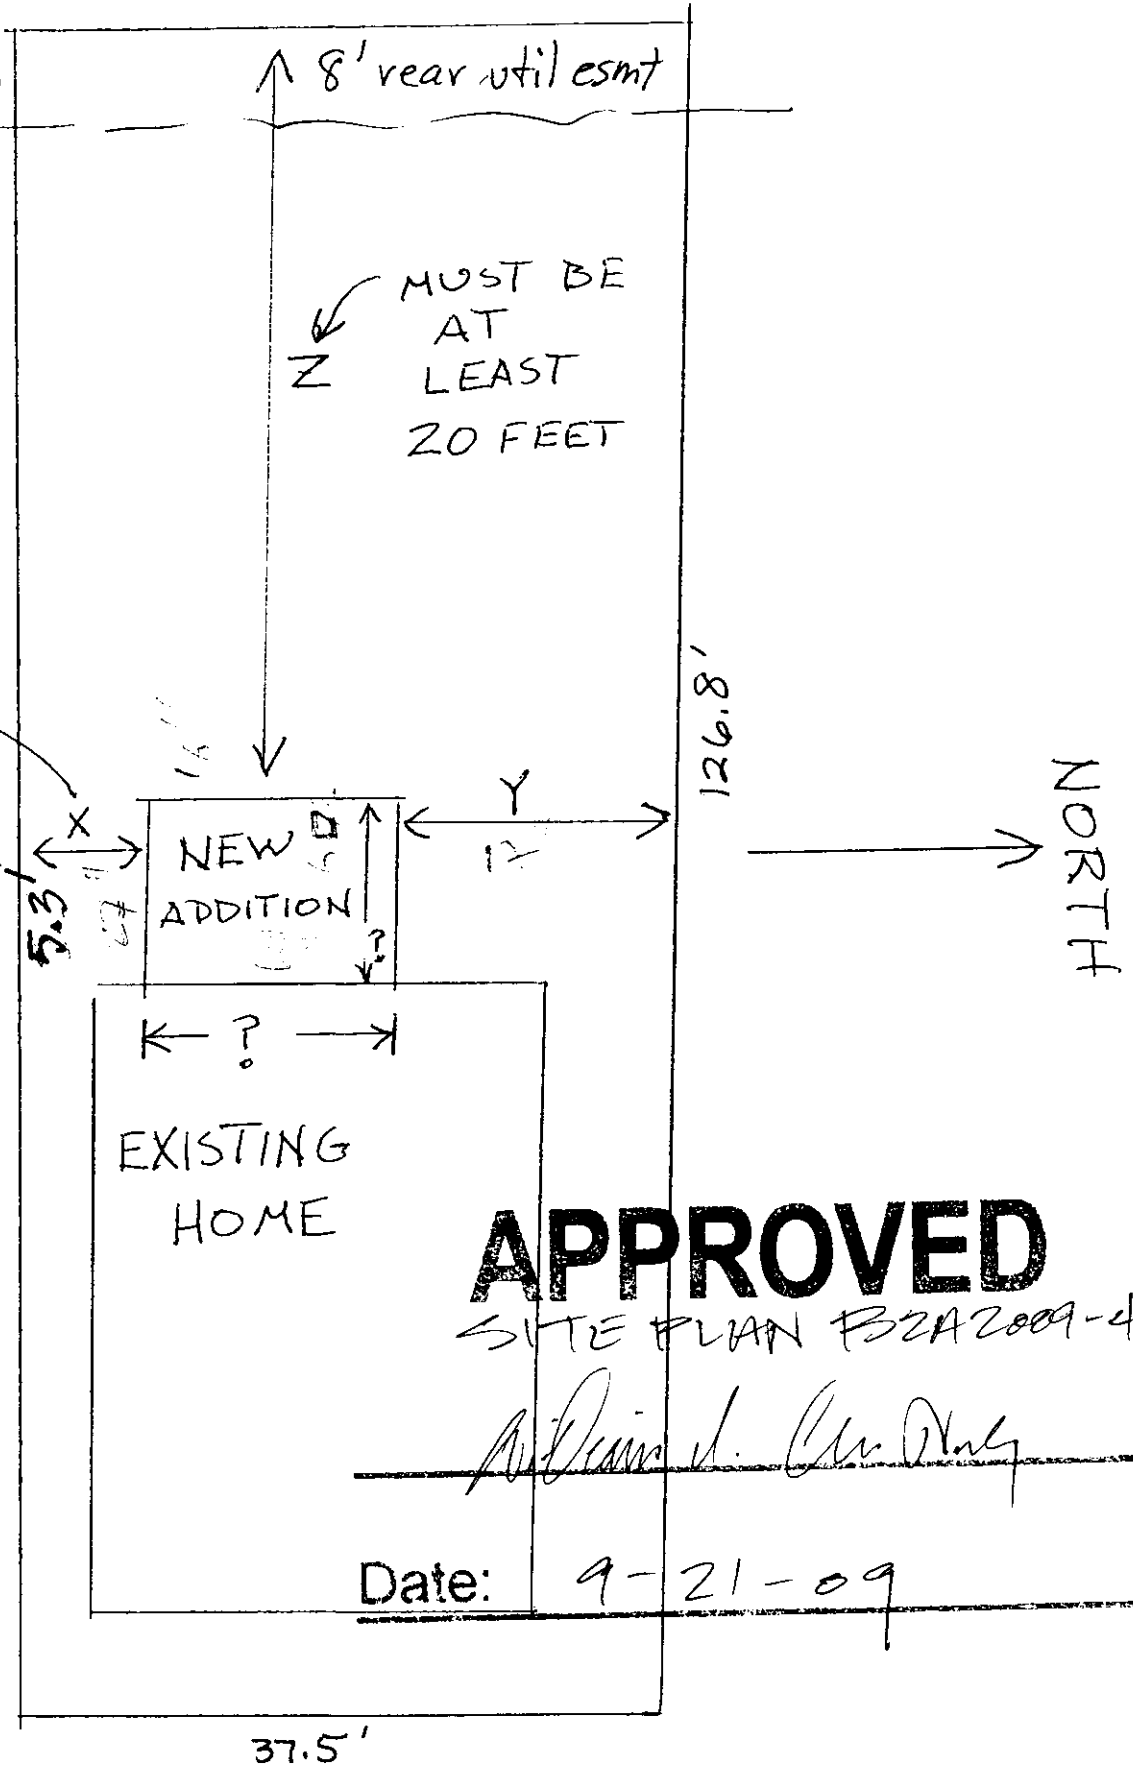 8' rear util esmt
MUST BE
AT
LEAST
20 FEET
Z
126.8'
NORTH
X
Y
5.3'
NEW
ADDITION
?
?
EXISTING
HOME
APPROVED
SITE PLAN BZA2009-4
Date: 9-21-09
37.5'